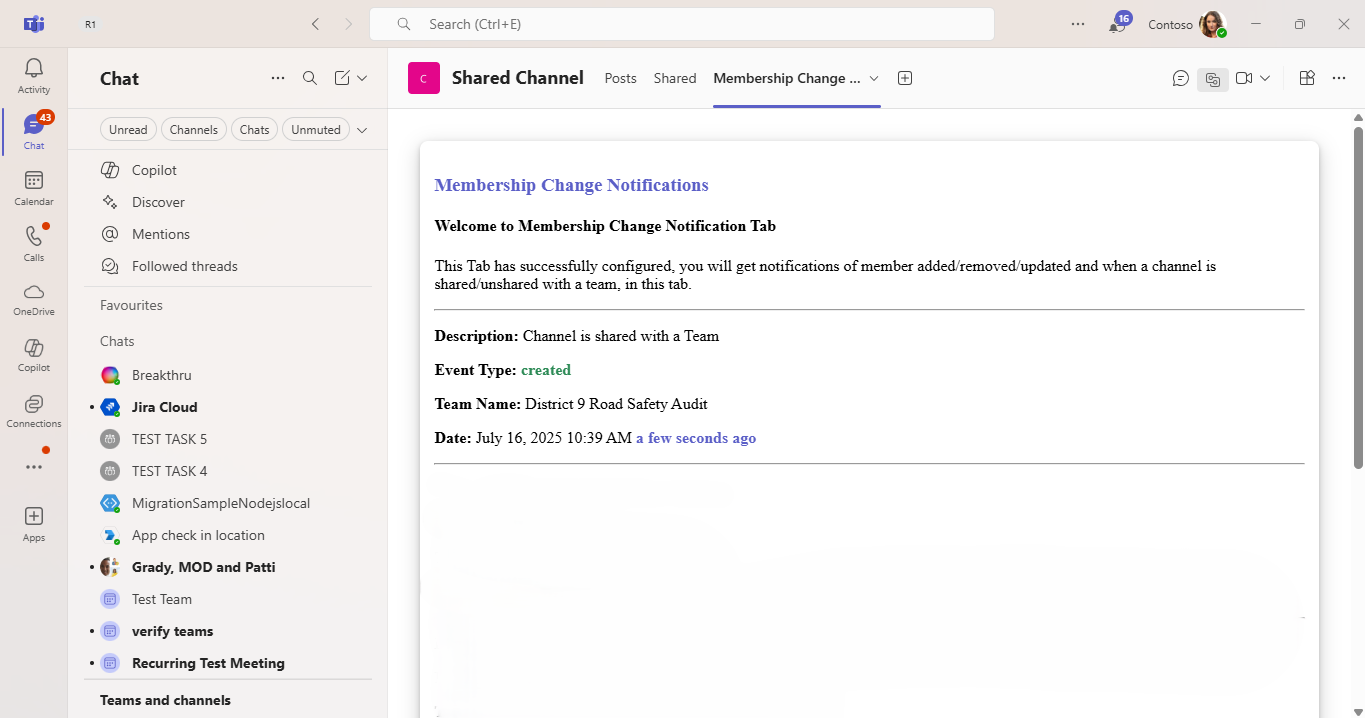 R1
Search (Ctrl+E)
16
Contoso
Activity
43
Chat
Calendar
Calls
OneDrive
Copilot
Connections
Apps
Chat
Unread
Channels
Chats
Unmuted
Copilot
Discover
Mentions
Followed threads
Favourites
Chats
Breakthru
Jira Cloud
TEST TASK 5
TEST TASK 4
MigrationSampleNodejslocal
App check in location
Grady, MOD and Patti
Test Team
verify teams
Recurring Test Meeting
Teams and channels
C
Shared Channel
Posts
Shared
Membership Change ...
Membership Change Notifications
Welcome to Membership Change Notification Tab
This Tab has successfully configured, you will get notifications of member added/removed/updated and when a channel is
shared/unshared with a team, in this tab.
Description: Channel is shared with a Team
Event Type: created
Team Name: District 9 Road Safety Audit
Date: July 16, 2025 10:39 AM a few seconds ago